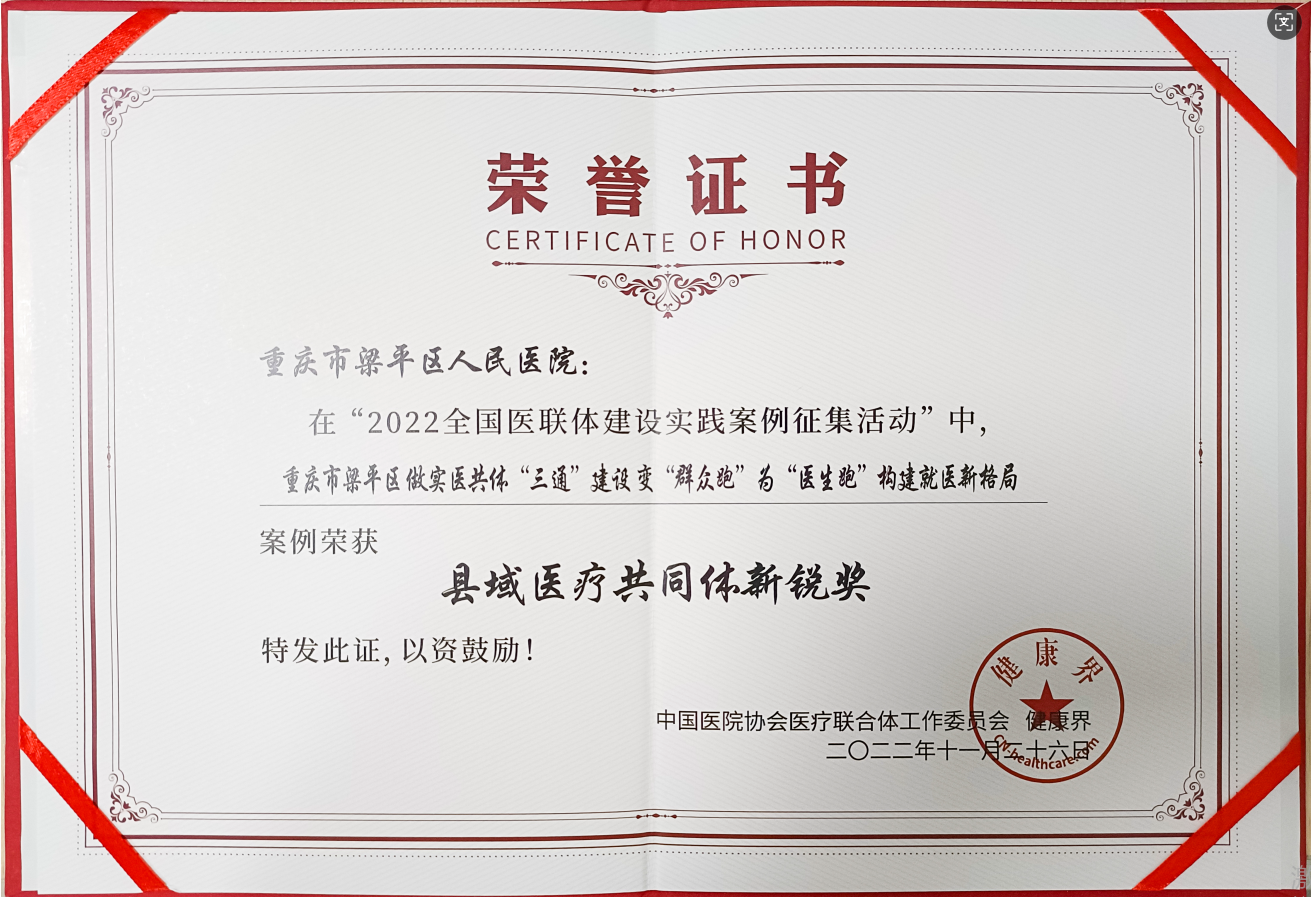 荣誉证书
CERTIFICATE OF HONOR
重庆市梁平区人民医院:
在“2022全国医联体建设实践案例征集活动”中,
重庆市梁平区做实医共体“三通”建设变“群众跑”为“医生跑”构建就医新格局
案例荣获
县域医疗共同体新锐奖
特发此证, 以资鼓励!
健康界
中国医院协会医疗联合体工作委员会 健康界
二〇二二年十一月二十六日
CN-healthcare.com